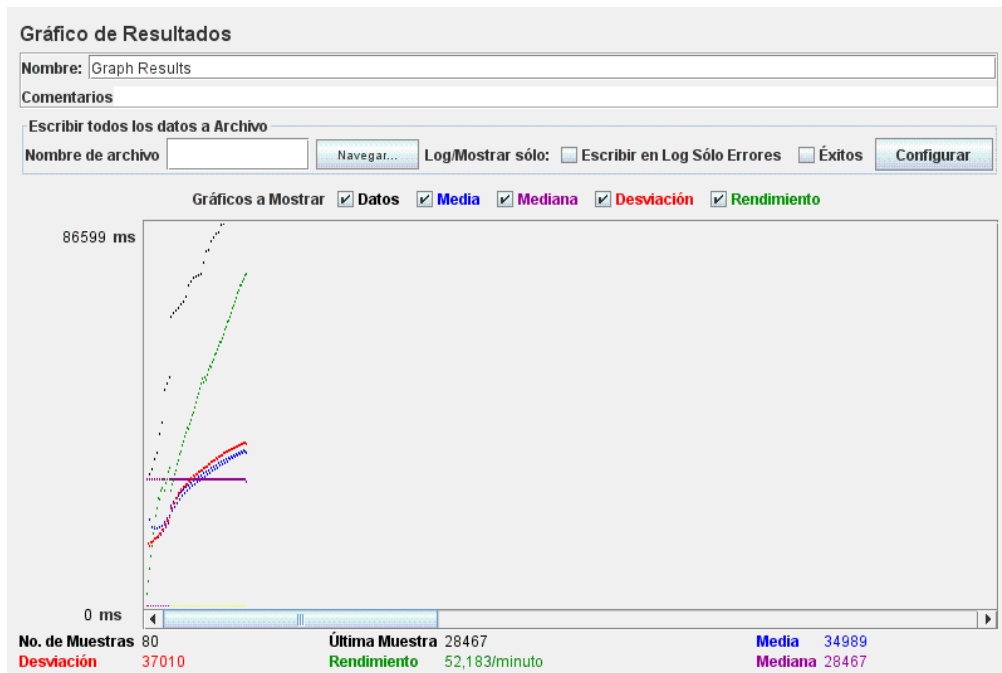 Gráfico de Resultados
Nombre: Graph Results
Comentarios
Escribir todos los datos a Archivo
Nombre de archivo Navegar... Log/Mostrar sólo: Escribir en Log Sólo Errores Éxitos Configurar
Gráficos a Mostrar Datos Media Mediana Desviación Rendimiento
86599 ms
0 ms
No. de Muestras 80 Última Muestra 28467 Media 34989
Desviación 37010 Rendimiento 52,183/minuto Mediana 28467